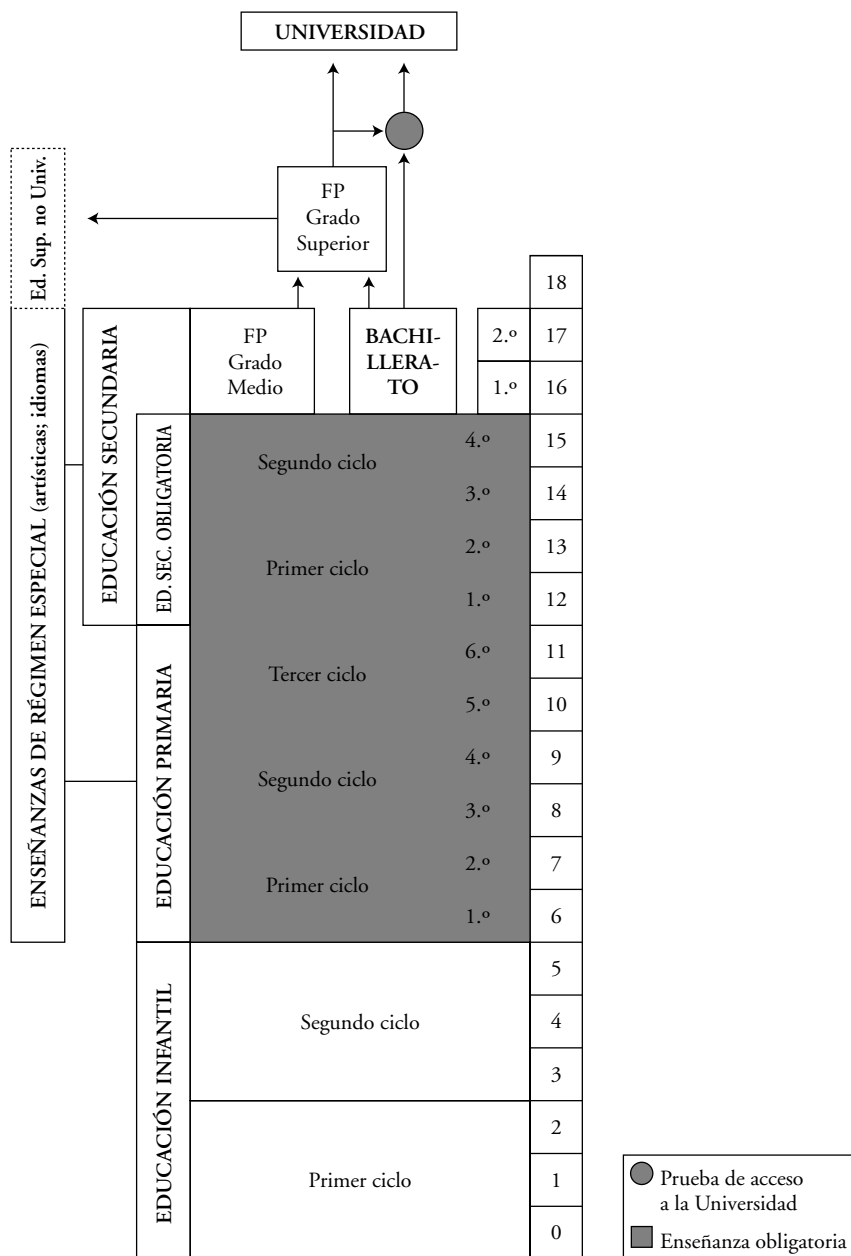 UNIVERSIDAD
Ed. Sup. no Univ.
FP
Grado
Superior
18
ENSEÑANZAS DE RÉGIMEN ESPECIAL (artísticas; idiomas)
EDUCACIÓN SECUNDARIA
FP
Grado
Medio
BACHI-
LLERA-
TO
2.º
17
1.º
16
ED. SEC. OBLIGATORIA
Segundo ciclo
4.º
15
3.º
14
Primer ciclo
2.º
13
1.º
12
EDUCACIÓN PRIMARIA
Tercer ciclo
6.º
11
5.º
10
Segundo ciclo
4.º
9
3.º
8
Primer ciclo
2.º
7
1.º
6
EDUCACIÓN INFANTIL
Segundo ciclo
5
4
3
Primer ciclo
2
1
0
Prueba de acceso
a la Universidad
Enseñanza obligatoria